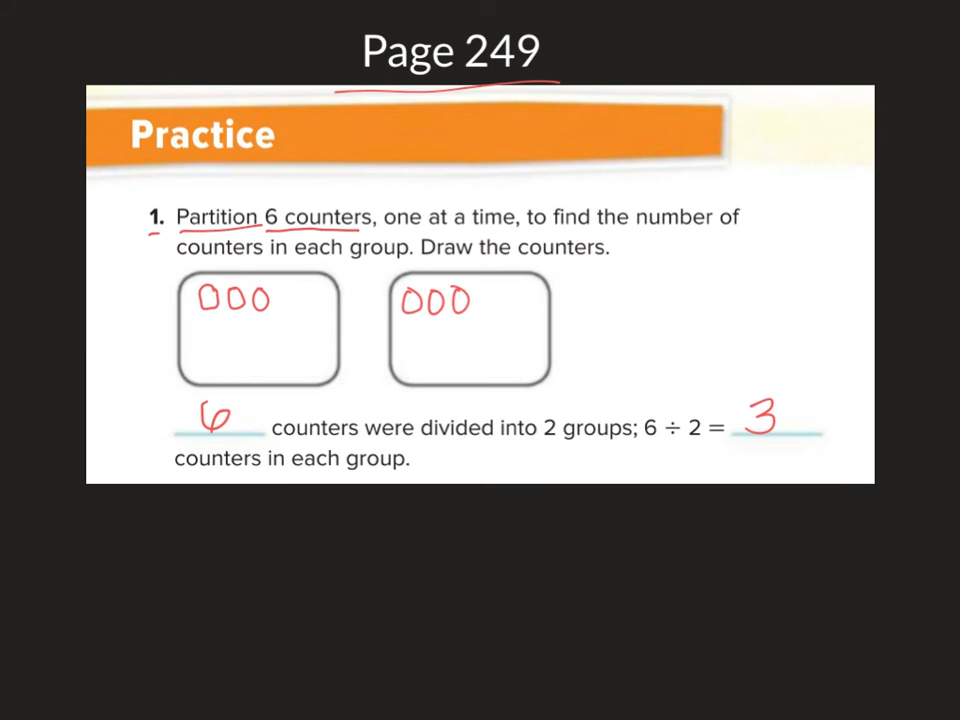 Page 249
Practice
1. Partition 6 counters, one at a time, to find the number of
counters in each group. Draw the counters.
6 counters were divided into 2 groups; 6 ÷ 2 = 3
counters in each group.